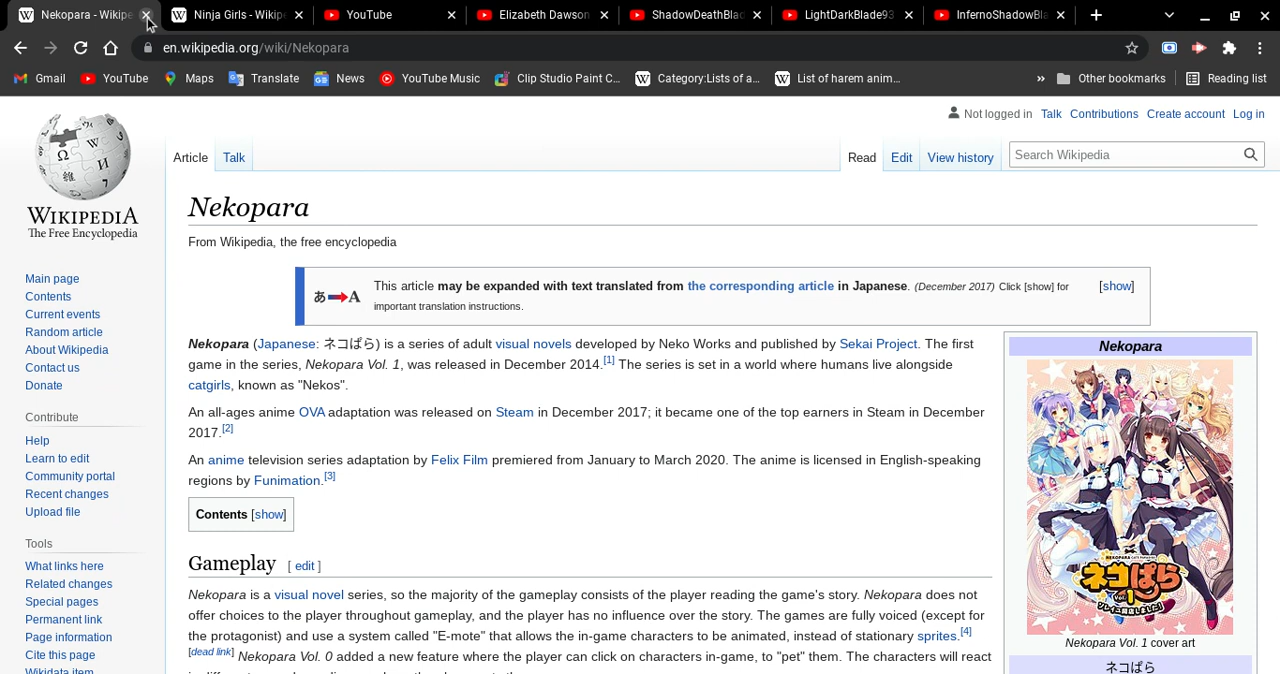 Nekopara - Wikipe
Ninja Girls - Wikipe
YouTube
Elizabeth Dawson
ShadowDeathBla
LightDarkBlade93
InfernoShadowBla
en.wikipedia.org/wiki/Nekopara
Gmail
YouTube
Maps
Translate
News
YouTube Music
Clip Studio Paint C...
Category:Lists of a...
List of harem anim...
»
Other bookmarks
Reading list
Not logged in Talk Contributions Create account Log in
WIKIPEDIA
The Free Encyclopedia
Main page
Contents
Current events
Random article
About Wikipedia
Contact us
Donate
Contribute
Help
Learn to edit
Community portal
Recent changes
Upload file
Tools
What links here
Related changes
Special pages
Permanent link
Page information
Cite this page
Wikidata item
Article Talk
Read Edit View history
Search Wikipedia
Nekopara
From Wikipedia, the free encyclopedia
あ A
This article may be expanded with text translated from the corresponding article in Japanese. (December 2017) Click [show] for
important translation instructions.
[show]
Nekopara (Japanese: ネコぱら) is a series of adult visual novels developed by Neko Works and published by Sekai Project. The first
game in the series, Nekopara Vol. 1, was released in December 2014.[1] The series is set in a world where humans live alongside
catgirls, known as "Nekos".
An all-ages anime OVA adaptation was released on Steam in December 2017; it became one of the top earners in Steam in December
2017.[2]
An anime television series adaptation by Felix Film premiered from January to March 2020. The anime is licensed in English-speaking
regions by Funimation.[3]
Contents [show]
Gameplay [ edit ]
Nekopara is a visual novel series, so the majority of the gameplay consists of the player reading the game's story. Nekopara does not
offer choices to the player throughout gameplay, and the player has no influence over the story. The games are fully voiced (except for
the protagonist) and use a system called "E-mote" that allows the in-game characters to be animated, instead of stationary sprites.[4]
[dead link] Nekopara Vol. 0 added a new feature where the player can click on characters in-game, to "pet" them. The characters will react
Nekopara
ネコぱら
Vol. 1
Nekopara Vol. 1 cover art
ネコぱら